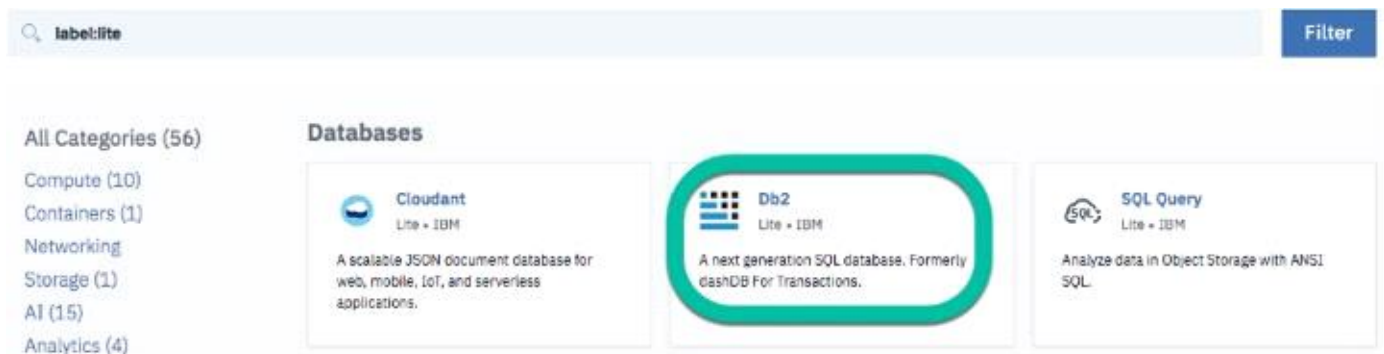 label:lite
Filter
All Categories (56)
Compute (10)
Containers (1)
Networking
Storage (1)
AI (15)
Analytics (4)
Databases
Cloudant
Lite • IBM
A scalable JSON document database for
web, mobile, IoT, and serverless
applications.
Db2
Lite • IBM
A next generation SQL database. Formerly
dashDB For Transactions.
SQL
SQL Query
Lite • IBM
Analyze data in Object Storage with ANSI
SQL.